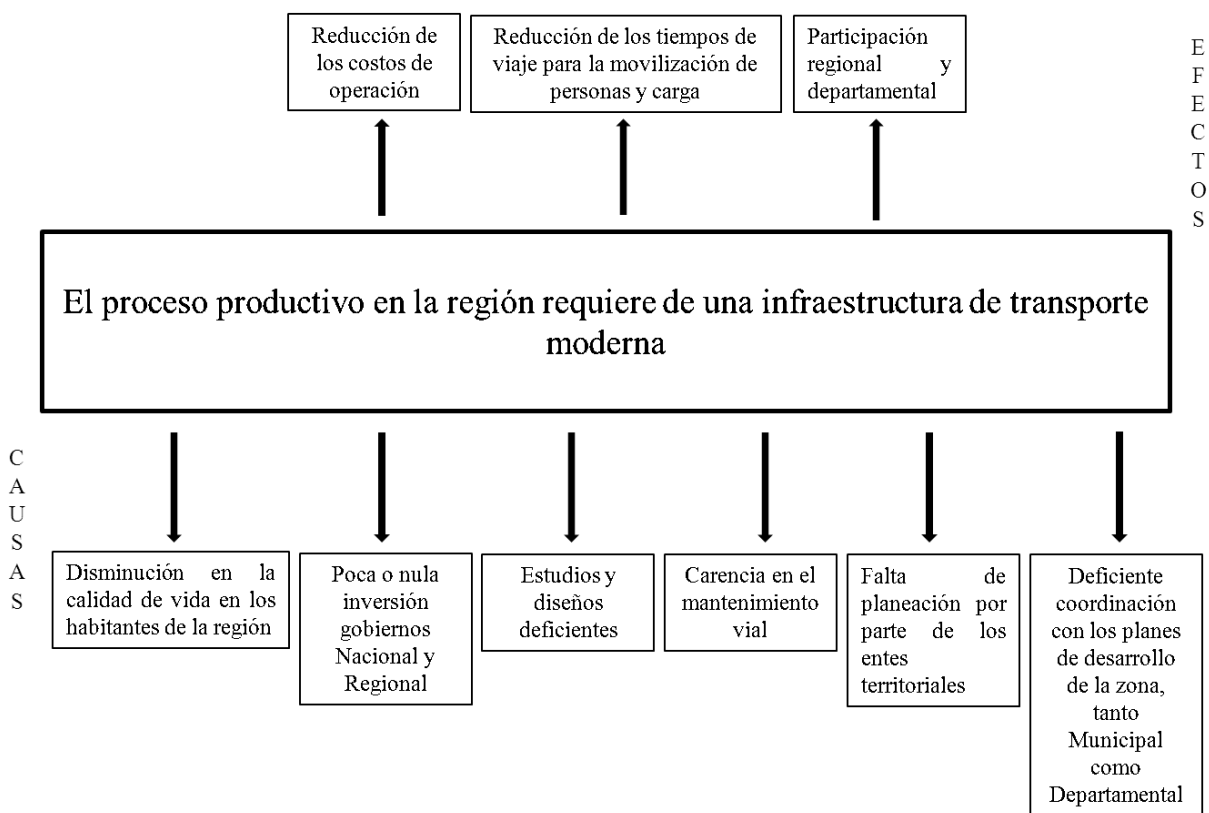 Reducción de
los costos de
operación
Reducción de los tiempos de
viaje para la movilización de
personas y carga
Participación
regional y
departamental
E
F
E
C
T
O
S
El proceso productivo en la región requiere de una infraestructura de transporte
moderna
C
A
U
S
A
S
Disminución en la
calidad de vida en los
habitantes de la región
Poca o nula
inversión
gobiernos
Nacional y
Regional
Estudios y
diseños
deficientes
Carencia en el
mantenimiento
vial
Falta de
planeación por
parte de los
entes
territoriales
Deficiente
coordinación
con los planes
de desarrollo
de la zona,
tanto
Municipal
como
Departamental